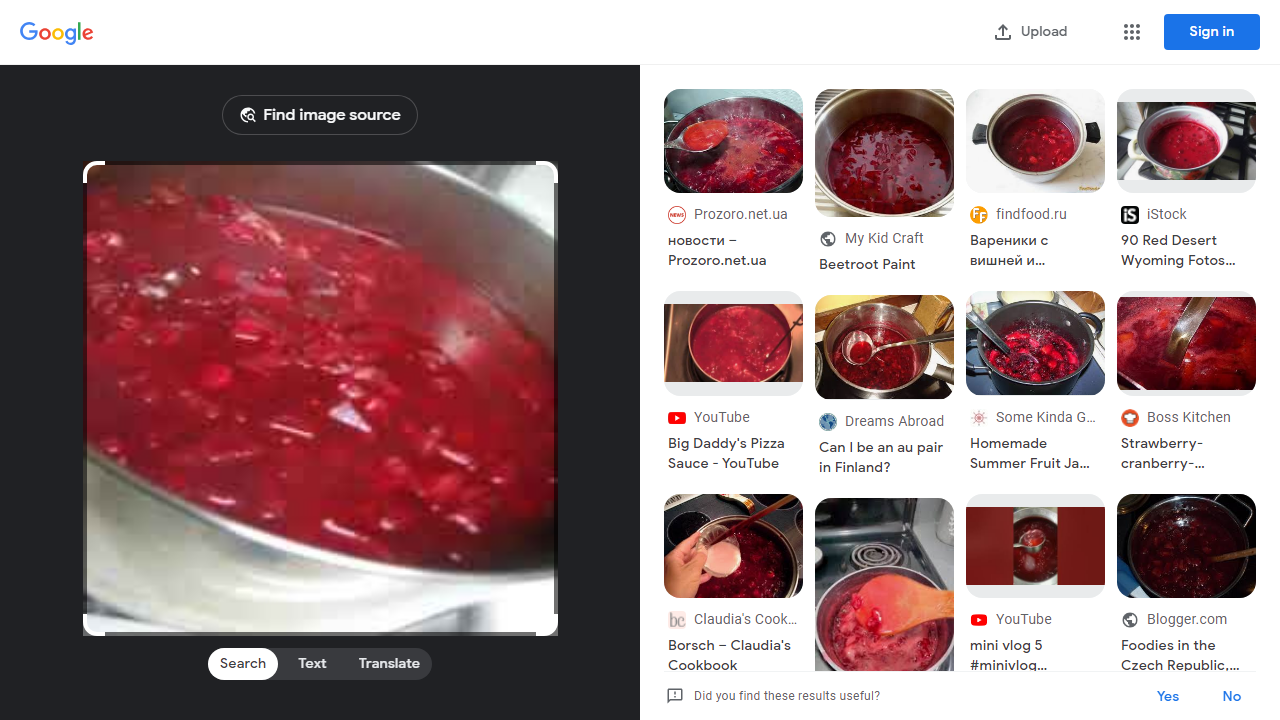 Google
Upload
Sign in
Find image source
Search
Text
Translate
Prozoro.net.ua
новости –
Prozoro.net.ua
My Kid Craft
Beetroot Paint
findfood.ru
Вареники с
вишней и...
iStock
90 Red Desert
Wyoming Fotos...
YouTube
Big Daddy's Pizza
Sauce - YouTube
Dreams Abroad
Can I be an au pair
in Finland?
Some Kinda G...
Homemade
Summer Fruit Ja...
Boss Kitchen
Strawberry-
cranberry-...
Claudia's Cook...
Borsch – Claudia's
Cookbook
YouTube
mini vlog 5
#minivlog...
Blogger.com
Foodies in the
Czech Republic,...
Did you find these results useful?
Yes
No